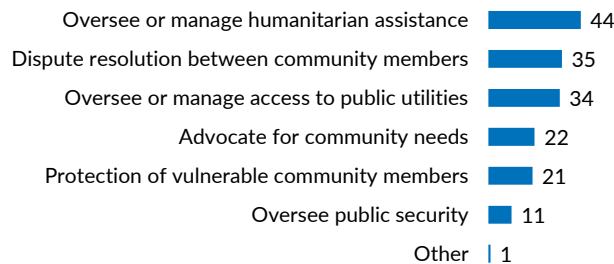 Oversee or manage humanitarian assistance 44
Dispute resolution between community members 35
Oversee or manage access to public utilities 34
Advocate for community needs 22
Protection of vulnerable community members 21
Oversee public security 11
Other 1